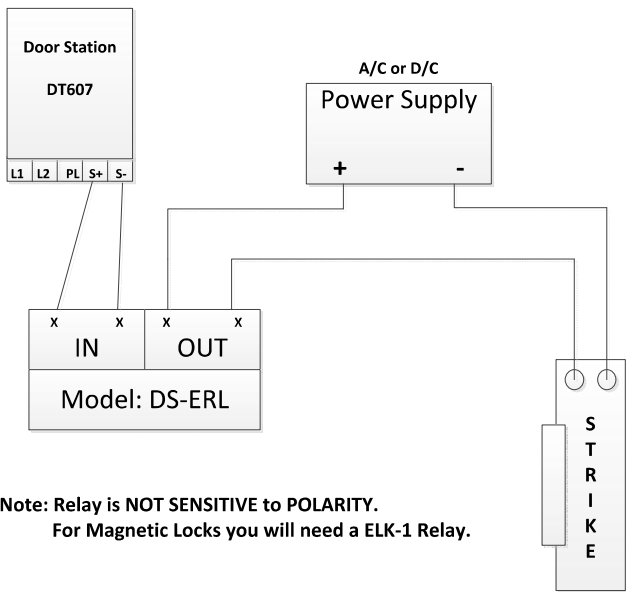 Door Station
DT607
L1 L2 PL S+ S-
A/C or D/C
Power Supply
+ -
X X X X
IN OUT
Model: DS-ERL
S
T
R
I
K
E
Note: Relay is NOT SENSITIVE to POLARITY.
For Magnetic Locks you will need a ELK-1 Relay.